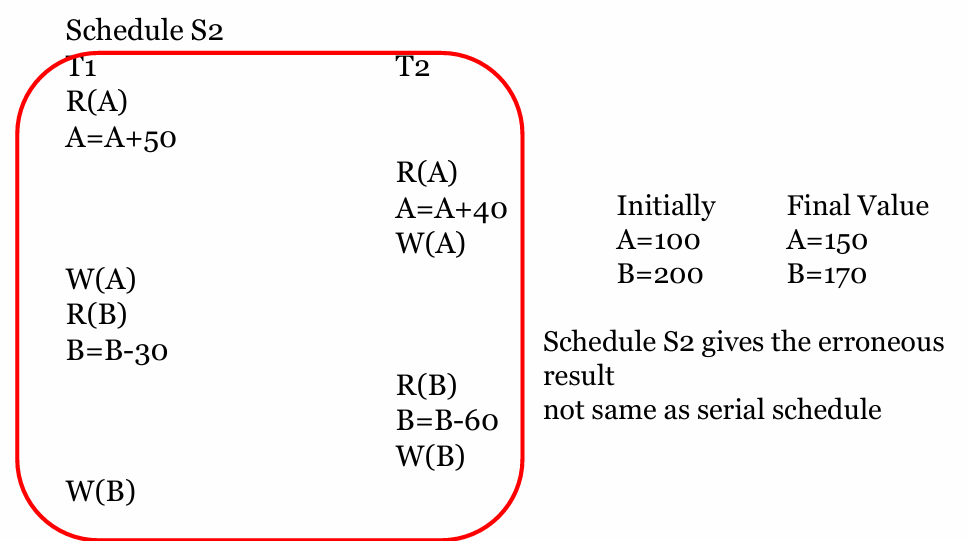 Schedule S2
T1 T2
R(A)
A=A+50
R(A)
A=A+40
W(A)
W(A)
R(B)
B=B-30
R(B)
B=B-60
W(B)
W(B)
Initially Final Value
A=100 A=150
B=200 B=170
Schedule S2 gives the erroneous
result
not same as serial schedule